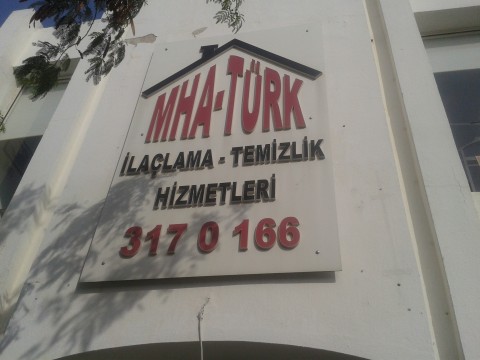 MHA-TÜRK
İLAÇLAMA - TEMİZLİK
HİZMETLERİ
317 0 166